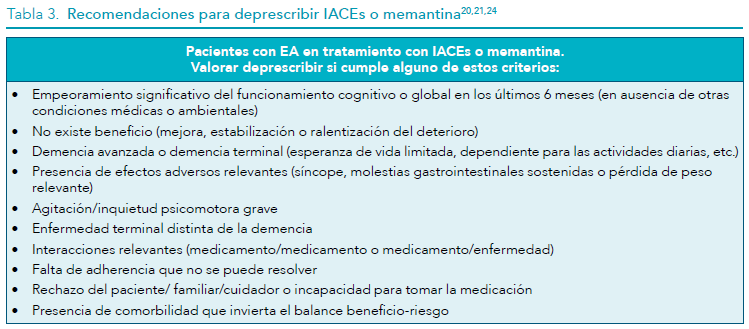 Tabla 3. Recomendaciones para deprescribir IACEs o memantina20,21,24
Pacientes con EA en tratamiento con IACEs o memantina.
Valorar deprescribir si cumple alguno de estos criterios:
• Empeoramiento significativo del funcionamiento cognitivo o global en los últimos 6 meses (en ausencia de otras
condiciones médicas o ambientales)
• No existe beneficio (mejora, estabilización o ralentización del deterioro)
• Demencia avanzada o demencia terminal (esperanza de vida limitada, dependiente para las actividades diarias, etc.)
• Presencia de efectos adversos relevantes (síncope, molestias gastrointestinales sostenidas o pérdida de peso
relevante)
• Agitación/inquietud psicomotora grave
• Enfermedad terminal distinta de la demencia
• Interacciones relevantes (medicamento/medicamento o medicamento/enfermedad)
• Falta de adherencia que no se puede resolver
• Rechazo del paciente/ familiar/cuidador o incapacidad para tomar la medicación
• Presencia de comorbilidad que invierta el balance beneficio-riesgo